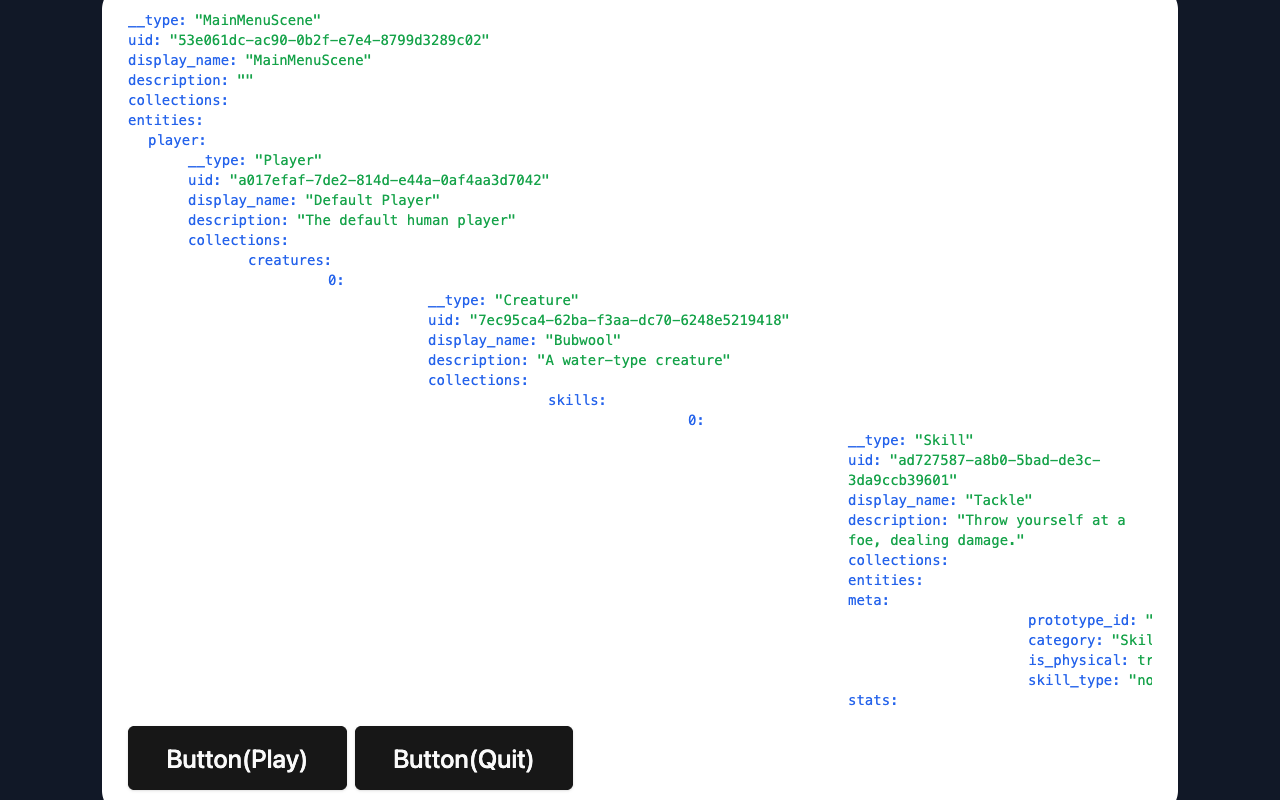 __type: "MainMenuScene"
uid: "53e061dc-ac90-0b2f-e7e4-8799d3289c02"
display_name: "MainMenuScene"
description: ""
collections:
entities:
player:
__type: "Player"
uid: "a017efaf-7de2-814d-e44a-0af4aa3d7042"
display_name: "Default Player"
description: "The default human player"
collections:
creatures:
0:
__type: "Creature"
uid: "7ec95ca4-62ba-f3aa-dc70-6248e5219418"
display_name: "Bubwool"
description: "A water-type creature"
collections:
skills:
0:
__type: "Skill"
uid: "ad727587-a8b0-5bad-de3c-
3da9ccb39601"
display_name: "Tackle"
description: "Throw yourself at a
foe, dealing damage."
collections:
entities:
meta:
prototype_id: "
category: "Skil
is_physical: tr
skill_type: "no
stats:
Button(Play) Button(Quit)